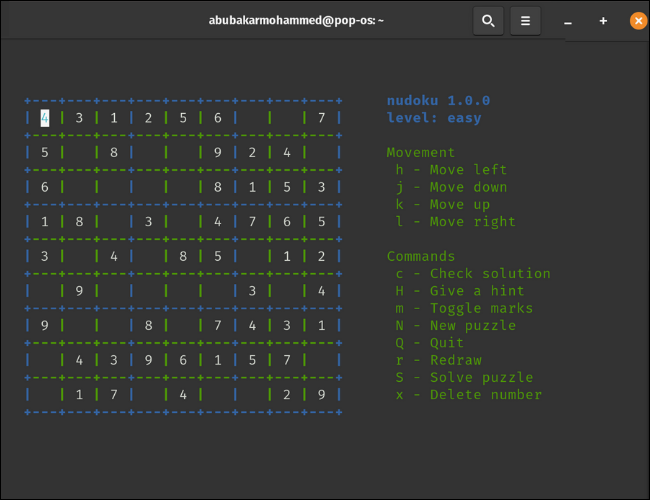 abubakarmohammed@pop-os: ~
nudoku 1.0.0
4 3 1 2 5 6 7
level: easy
5 8 9 2 4
Movement
h - Move left
6 8 1 5 3
j - Move down
k - Move up
1 8 3 4 7 6 5
l - Move right
3 4 8 5 1 2
Commands
c - Check solution
9 3 4
H - Give a hint
m - Toggle marks
9 8 7 4 3 1
N - New puzzle
Q - Quit
4 3 9 6 1 5 7
r - Redraw
S - Solve puzzle
1 7 4 2 9
x - Delete number